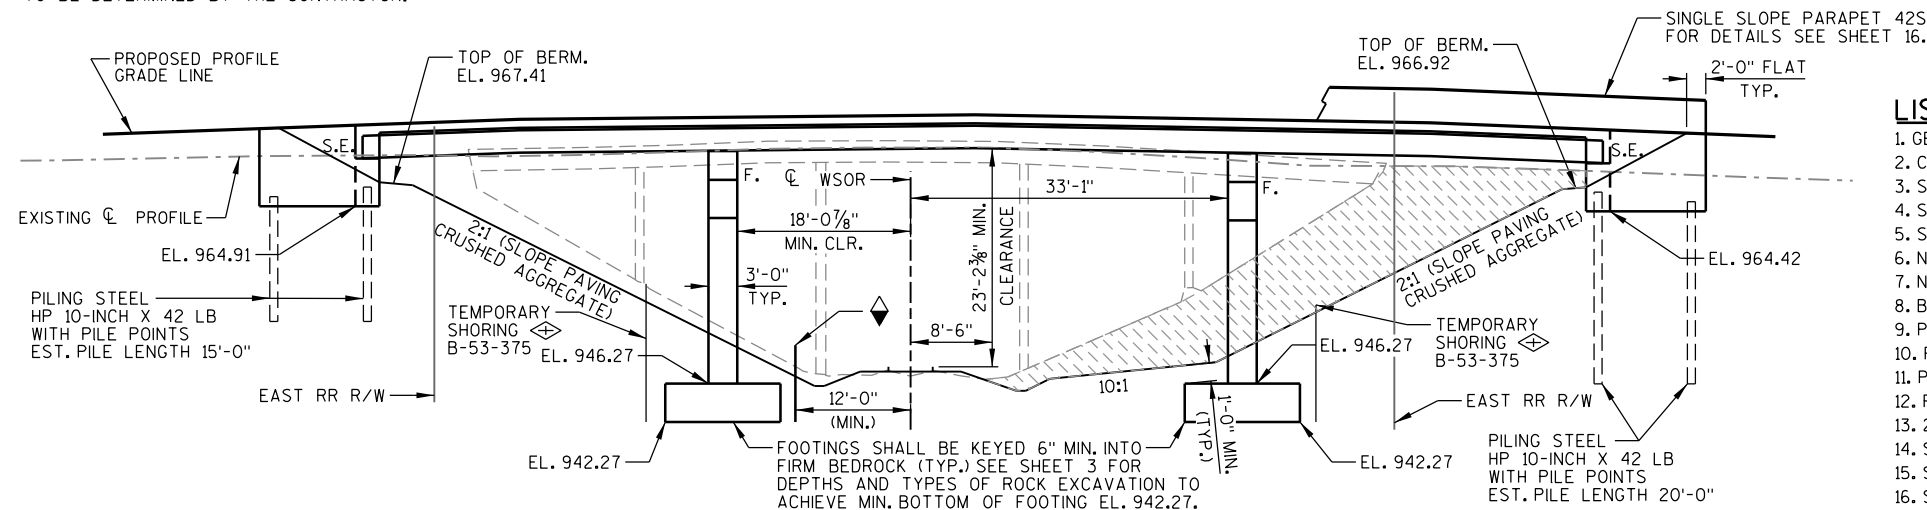 TO BE DETERMINED BY THE CONTRACTOR.
SINGLE SLOPE PARAPET 42S
FOR DETAILS SEE SHEET 16.
PROPOSED PROFILE
GRADE LINE
TOP OF BERM.
EL. 967.41
TOP OF BERM.
EL. 966.92
2'-0" FLAT
TYP.
S.E.
S.E.
F.
℄ WSOR
33'-1"
F.
EXISTING ℄ PROFILE
18'-0⅞"
MIN. CLR.
23'-2⅜" MIN.
CLEARANCE
2:1 (SLOPE PAVING
CRUSHED AGGREGATE)
2:1 (SLOPE PAVING
CRUSHED AGGREGATE)
EL. 964.91
EL. 964.42
3'-0"
TYP.
PILING STEEL
HP 10-INCH X 42 LB
WITH PILE POINTS
EST. PILE LENGTH 15'-0"
TEMPORARY
SHORING
B-53-375
EL. 946.27
8'-6"
TEMPORARY
SHORING
B-53-375
EL. 946.27
EAST RR R/W
12'-0"
(MIN.)
10:1
1'-0" MIN.
(TYP.)
EAST RR R/W
EL. 942.27
FOOTINGS SHALL BE KEYED 6" MIN. INTO
FIRM BEDROCK (TYP.) SEE SHEET 3 FOR
DEPTHS AND TYPES OF ROCK EXCAVATION TO
ACHIEVE MIN. BOTTOM OF FOOTING EL. 942.27.
EL. 942.27
PILING STEEL
HP 10-INCH X 42 LB
WITH PILE POINTS
EST. PILE LENGTH 20'-0"
LIS
1. GE
2. C
3. S
4. S
5. S
6. N
7. N
8. B
9. P
10. F
11. P
12. F
13. 2
14. S
15. S
16. S